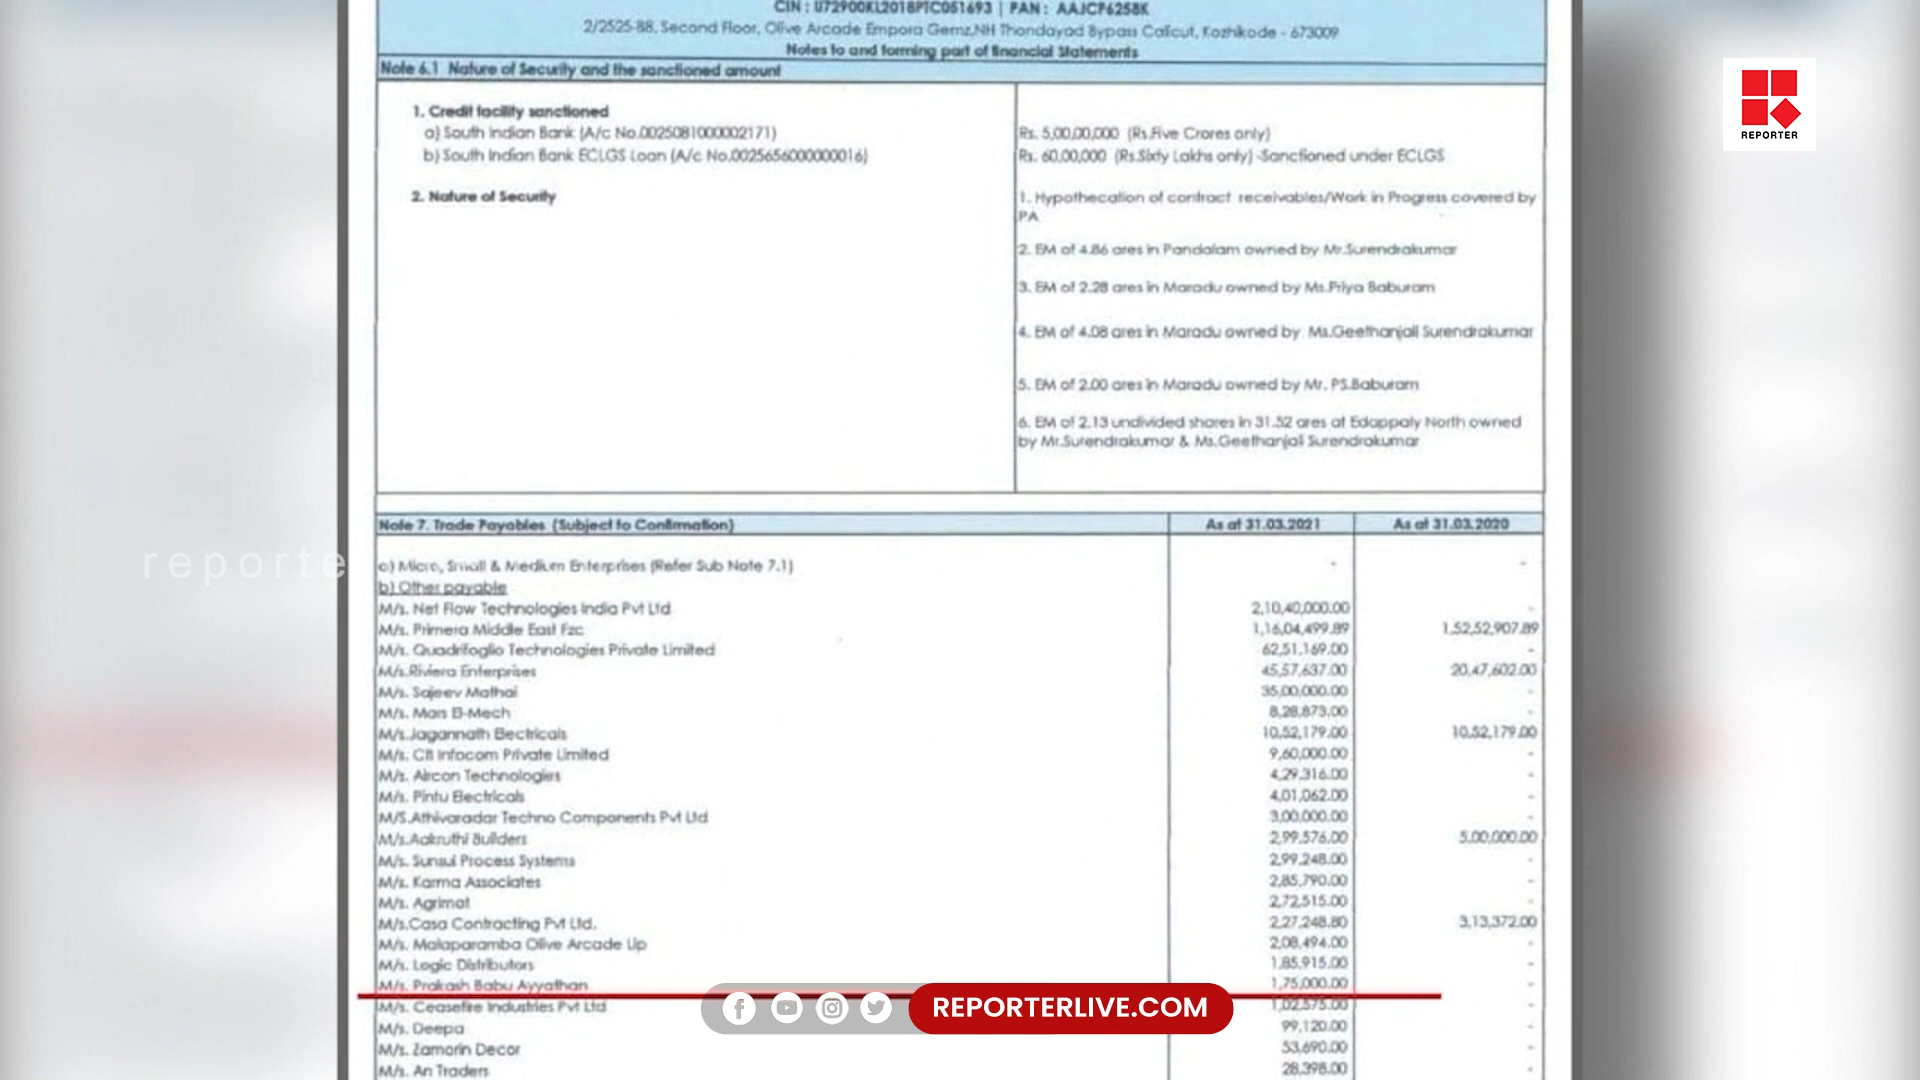 CIN : U72900KL2018PTC051693 | PAN : AAJCP6258K
2/2525-88, Second Floor, Olive Arcade Empora Gemz,NH Thondayad Bypass Calicut, Kozhikode - 673009
Notes to and forming part of financial Statements
Note 6.1 Nature of Security and the sanctioned amount
1. Credit facility sanctioned
a) South Indian Bank (A/c No.0025081000002171) Rs. 5,00,00,000 (Rs.Five Crores only)
b) South Indian Bank ECLGS Loan (A/c No.0025656000000016) Rs. 60,00,000 (Rs.Sixty Lakhs only) -Sanctioned under ECLGS
2. Nature of Security 1. Hypothecation of contract receivables/Work in Progress covered by
PA
2. EM of 4.86 ares in Pandalam owned by Mr.Surendrakumar
3. EM of 2.28 ares in Maradu owned by Ms.Priya Baburam
4. EM of 4.08 ares in Maradu owned by Ms.Geethanjali Surendrakumar
5. EM of 2.00 ares in Maradu owned by Mr. PS.Baburam
6. EM of 2.13 undivided shares in 31.52 ares at Edappaly North owned
by Mr.Surendrakumar & Ms.Geethanjali Surendrakumar
Note 7. Trade Payables (Subject to Confirmation) As at 31.03.2021 As at 31.03.2020
a) Micro, Small & Medium Enterprises (Refer Sub Note 7.1) - -
b) Other payable
M/s. Net Flow Technologies India Pvt Ltd 2,10,40,000.00 -
M/s. Primera Middle East Fzc 1,16,04,499.89 1,52,52,907.89
M/s. Quadrifoglio Technologies Private Limited 62,51,169.00 -
M/s.Riviera Enterprises 45,57,637.00 20,47,602.00
M/s. Sajeev Mathai 35,00,000.00 -
M/s. Mars E-Mech 8,28,873.00 -
M/s.Jagannath Electricals 10,52,179.00 10,52,179.00
M/s. Citi Infocom Private Limited 9,60,000.00 -
M/s. Aircon Technologies 4,29,316.00 -
M/s. Pintu Electricals 4,01,062.00 -
M/S.Athivaradar Techno Components Pvt Ltd 3,00,000.00 -
M/s.Aakruthi Builders 2,99,576.00 5,00,000.00
M/s. Sunsul Process Systems 2,99,248.00 -
M/s. Karma Associates 2,85,790.00 -
M/s. Agrimat 2,72,515.00 -
M/s.Casa Contracting Pvt Ltd. 2,27,248.80 3,13,372.00
M/s. Malaparamba Olive Arcade Llp 2,08,494.00 -
M/s. Logic Distributors 1,85,915.00 -
M/s. Prakash Babu Ayyathan 1,75,000.00 -
M/s. Ceasefire Industries Pvt Ltd 1,02,575.00 -
M/s. Deepa 99,120.00 -
M/s. Zamorin Decor 53,690.00 -
M/s. An Traders 28,398.00 -
REPORTER
reporte
REPORTERLIVE.COM